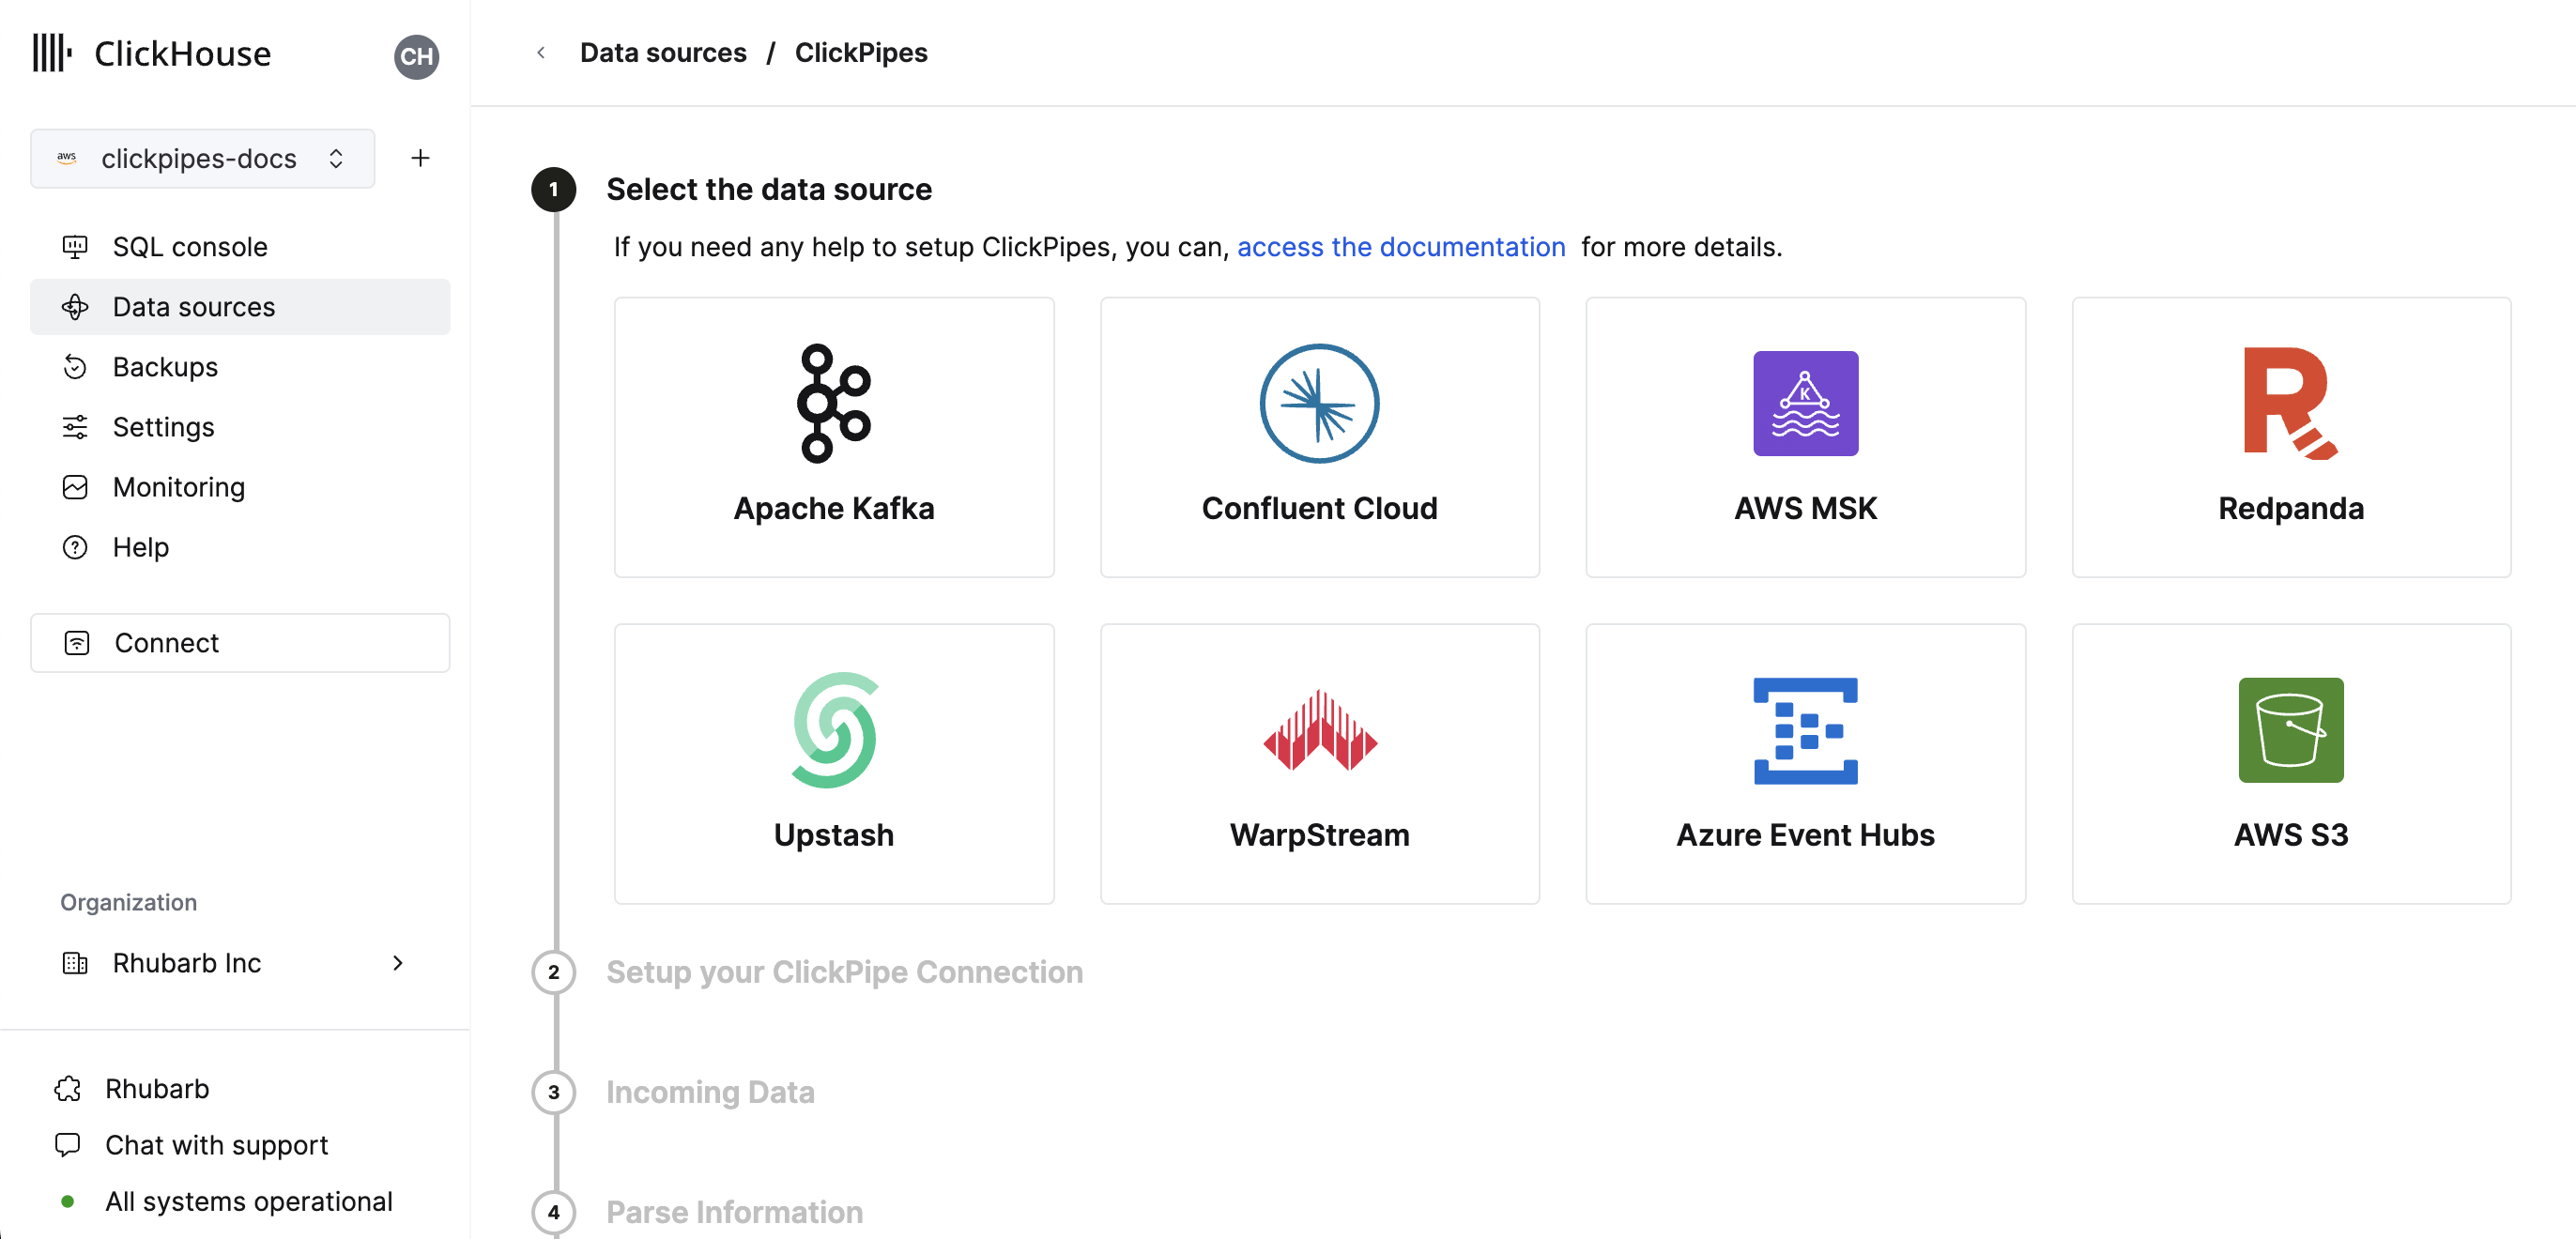 ClickHouse
CH
aws clickpipes-docs
SQL console
Data sources
Backups
Settings
Monitoring
Help
Connect
Organization
Rhubarb Inc
Rhubarb
Chat with support
All systems operational
Data sources / ClickPipes
1 Select the data source
If you need any help to setup ClickPipes, you can, access the documentation for more details.
Apache Kafka
Confluent Cloud
K
AWS MSK
Redpanda
Upstash
WarpStream
Azure Event Hubs
AWS S3
2 Setup your ClickPipe Connection
3 Incoming Data
4 Parse Information